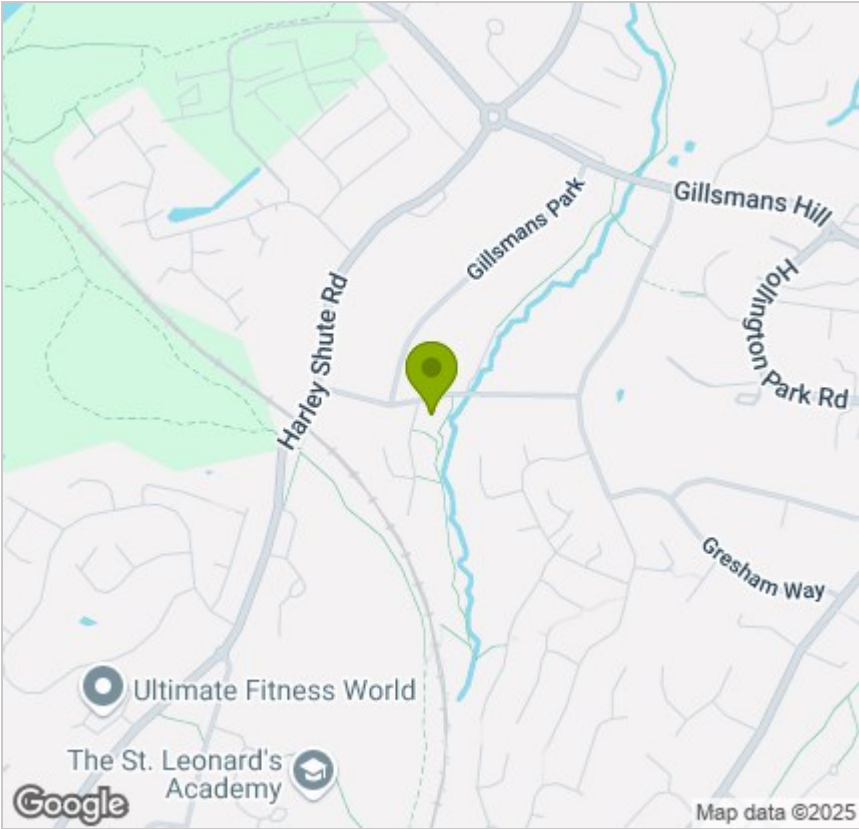 Gillsmans Hill
Gillsmans Park
Hollington Park Rd
Harley Shute Rd
Gresham Way
Ultimate Fitness World
The St. Leonard's
Academy
Google
Map data ©2025